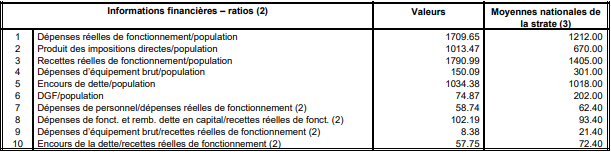 Informations financières – ratios (2) Valeurs Moyennes nationales de la strate (3)
1 Dépenses réelles de fonctionnement/population 1709.65 1212.00
2 Produit des impositions directes/population 1013.47 670.00
3 Recettes réelles de fonctionnement/population 1790.99 1405.00
4 Dépenses d'équipement brut/population 150.09 301.00
5 Encours de dette/population 1034.38 1018.00
6 DGF/population 74.87 202.00
7 Dépenses de personnel/dépenses réelles de fonctionnement (2) 58.74 62.40
8 Dépenses de fonct. et remb. dette en capital/recettes réelles de fonct. (2) 102.19 93.40
9 Dépenses d'équipement brut/recettes réelles de fonctionnement (2) 8.38 21.40
10 Encours de la dette/recettes réelles de fonctionnement (2) 57.75 72.40